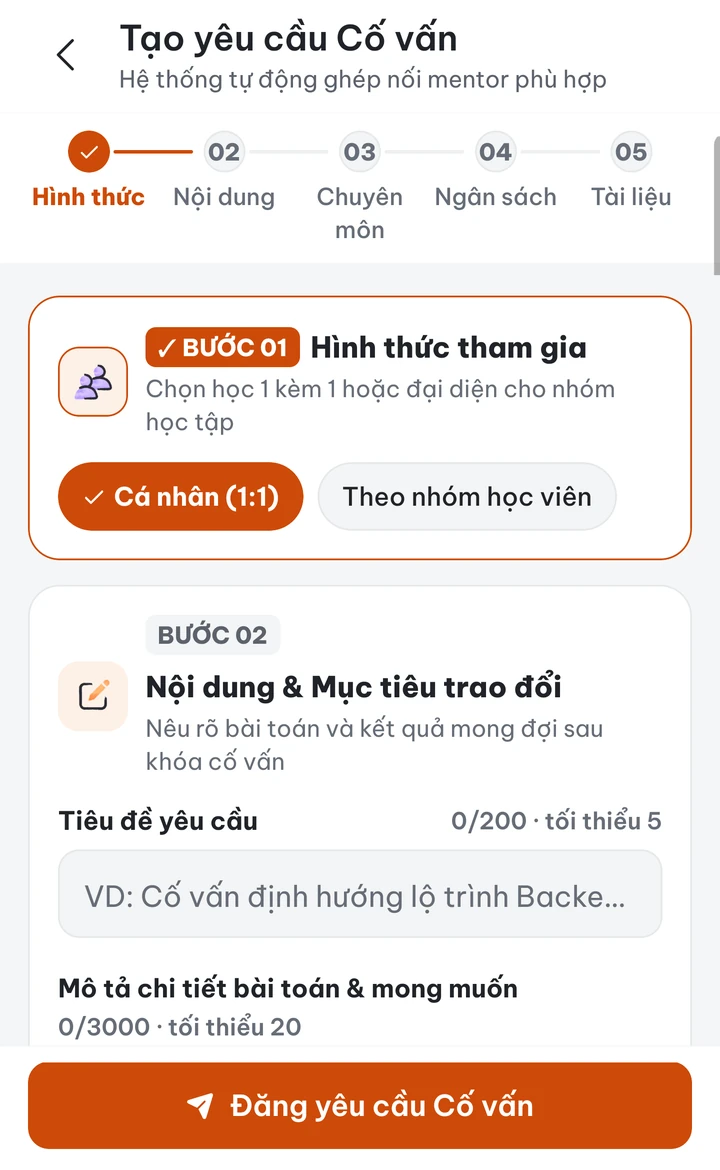 Tạo yêu cầu Cố vấn
Hệ thống tự động ghép nối mentor phù hợp
02
03
04
05
Hình thức
Nội dung
Chuyên môn
Ngân sách
Tài liệu
✓ BƯỚC 01 Hình thức tham gia
Chọn học 1 kèm 1 hoặc đại diện cho nhóm
học tập
✓ Cá nhân (1:1)
Theo nhóm học viên
BƯỚC 02
Nội dung & Mục tiêu trao đổi
Nêu rõ bài toán và kết quả mong đợi sau
khóa cố vấn
Tiêu đề yêu cầu
0/200 · tối thiểu 5
VD: Cố vấn định hướng lộ trình Backe...
Mô tả chi tiết bài toán & mong muốn
0/3000 · tối thiểu 20
Đăng yêu cầu Cố vấn